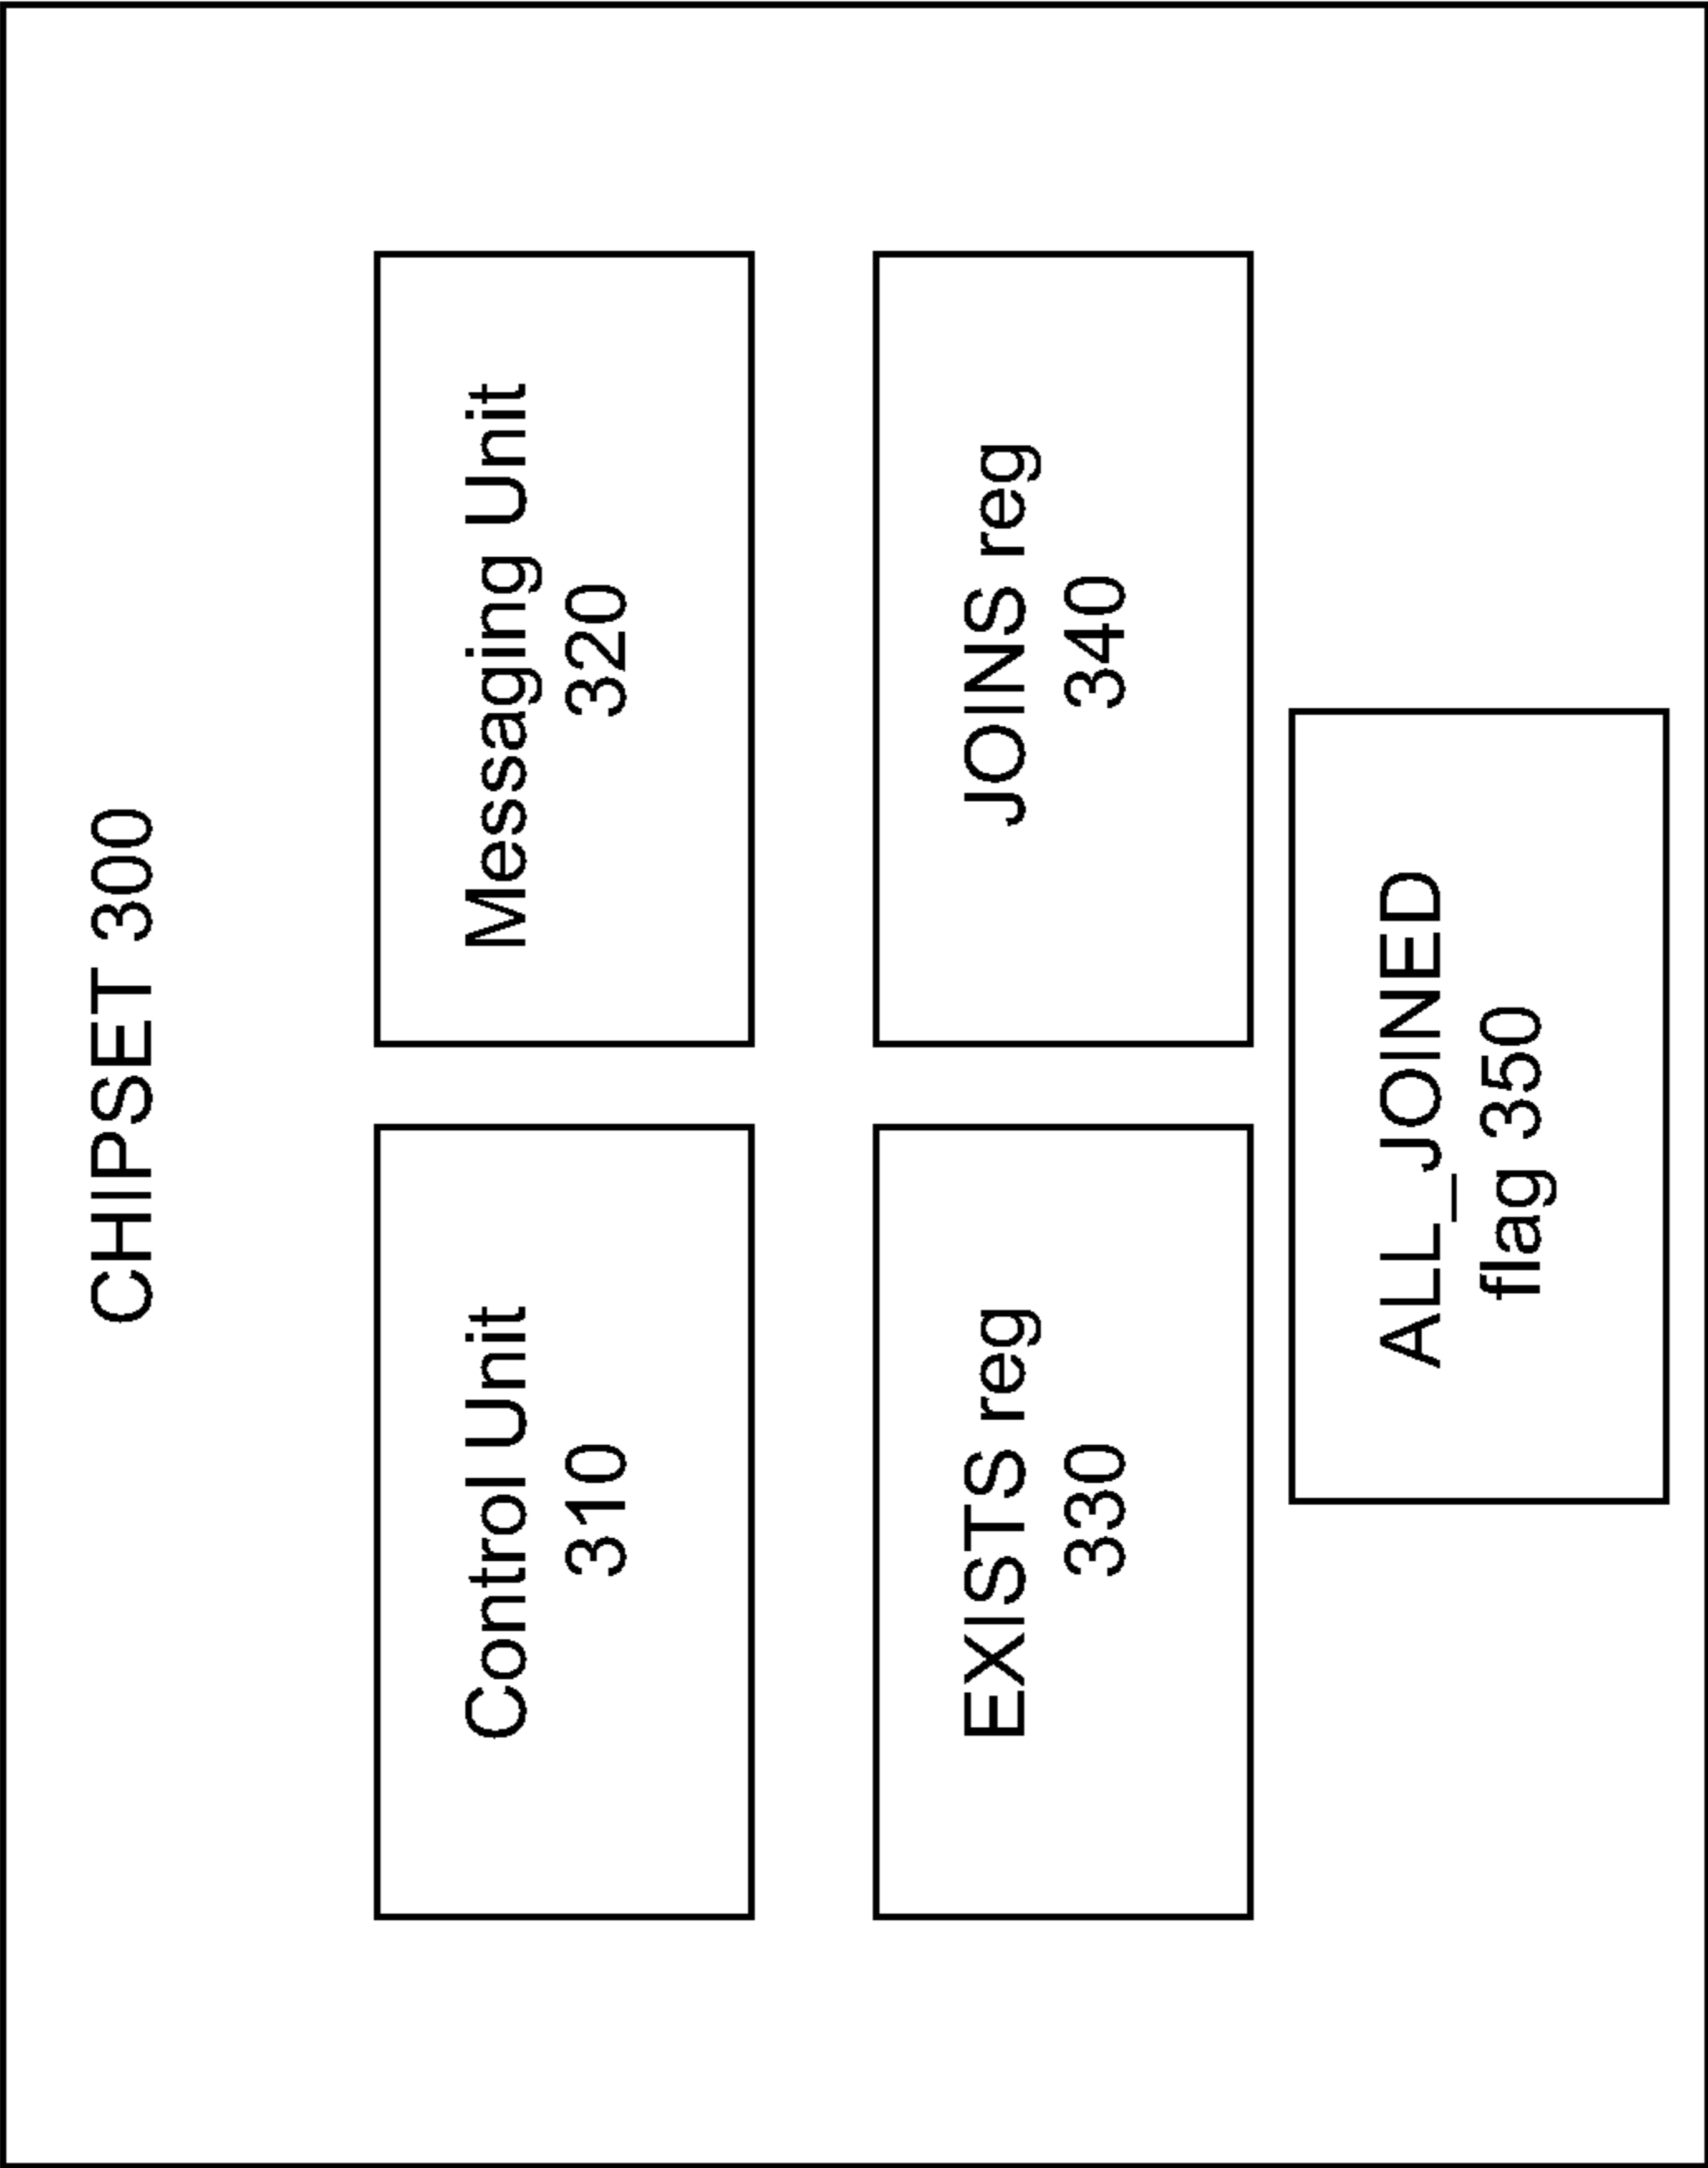 CHIPSET 300
Control Unit
310
Messaging Unit
320
EXISTS reg
330
JOINS reg
340
ALL_JOINED
flag 350